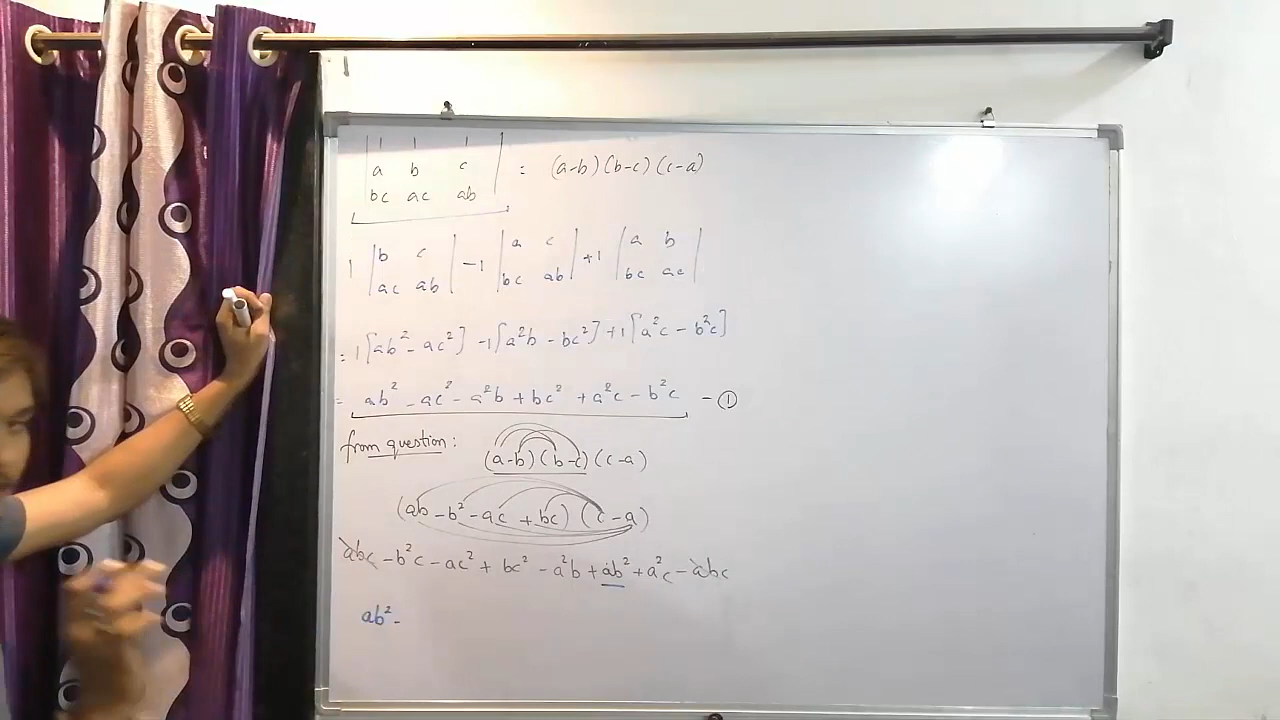 | 1 1 1 |
| a b c | = (a-b) (b-c) (c-a)
| bc ac ab |
1 | b c | -1 | a c | +1 | a b |
| ac ab | | bc ab | | bc ac |
= 1[ab² - ac²] -1[a²b - bc²] +1[a²c - b²c]
= ab² - ac² - a²b + bc² + a²c - b²c - ①
from question : (a-b) (b-c) (c-a)
(ab - b² - ac + bc) (c-a)
abc - b²c - ac² + bc² - a²b + ab² + a²c - abc
ab² -